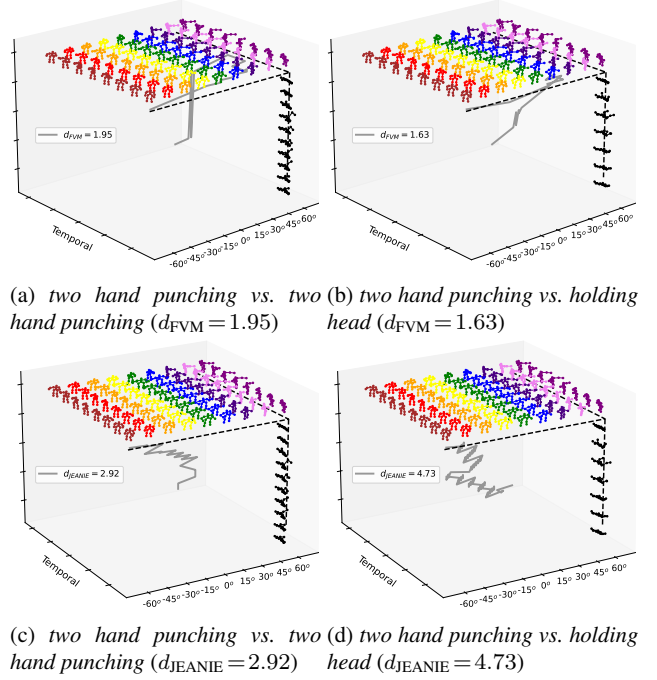 d_FVM = 1.95
Temporal
-60° -45° -30° -15° 0° 15° 30° 45° 60°
d_FVM = 1.63
Temporal
-60° -45° -30° -15° 0° 15° 30° 45° 60°
(a) two hand punching vs. two
hand punching (d_FVM = 1.95)
(b) two hand punching vs. holding
head (d_FVM = 1.63)
d_JEANIE = 2.92
Temporal
-60° -45° -30° -15° 0° 15° 30° 45° 60°
d_JEANIE = 4.73
Temporal
-60° -45° -30° -15° 0° 15° 30° 45° 60°
(c) two hand punching vs. two
hand punching (d_JEANIE = 2.92)
(d) two hand punching vs. holding
head (d_JEANIE = 4.73)